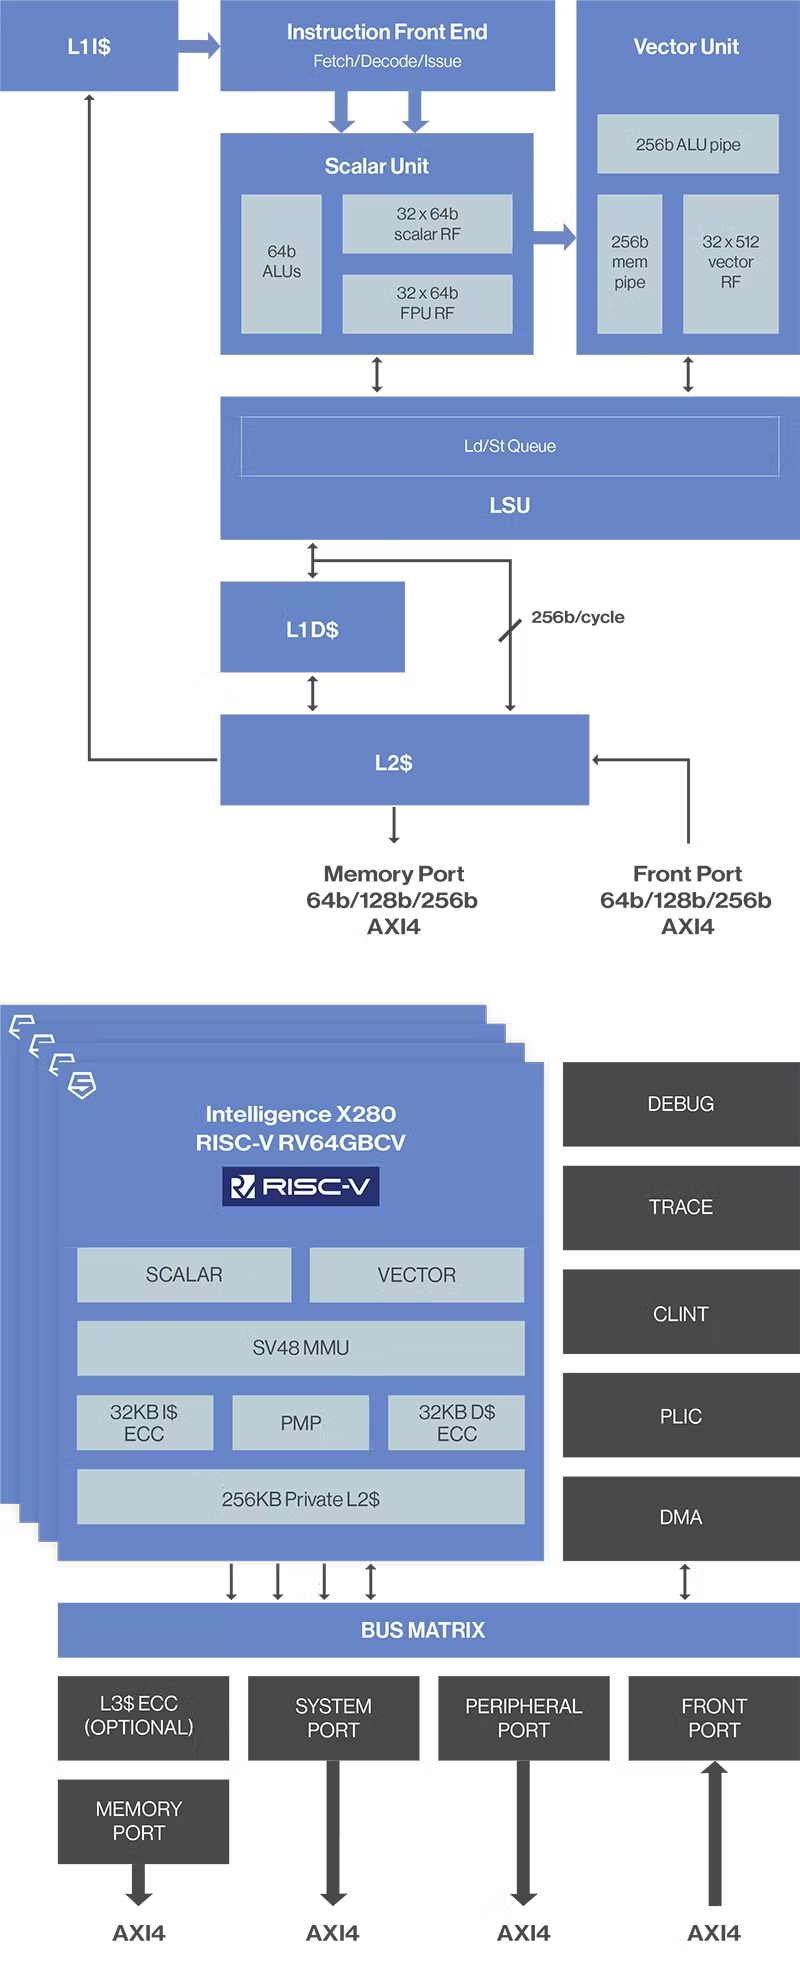 L1 I$
Instruction Front End
Fetch/Decode/Issue
Vector Unit
256b ALU pipe
Scalar Unit
64b
ALUs
32 x 64b
scalar RF
32 x 64b
FPU RF
256b
mem
pipe
32 x 512
vector
RF
Ld/St Queue
LSU
L1 D$
256b/cycle
L2$
Memory Port
64b/128b/256b
AXI4
Front Port
64b/128b/256b
AXI4
Intelligence X280
RISC-V RV64GBCV
RISC-V
SCALAR
VECTOR
SV48 MMU
32KB I$
ECC
PMP
32KB D$
ECC
256KB Private L2$
DEBUG
TRACE
CLINT
PLIC
DMA
BUS MATRIX
L3$ ECC
(OPTIONAL)
SYSTEM
PORT
PERIPHERAL
PORT
FRONT
PORT
MEMORY
PORT
AXI4
AXI4
AXI4
AXI4